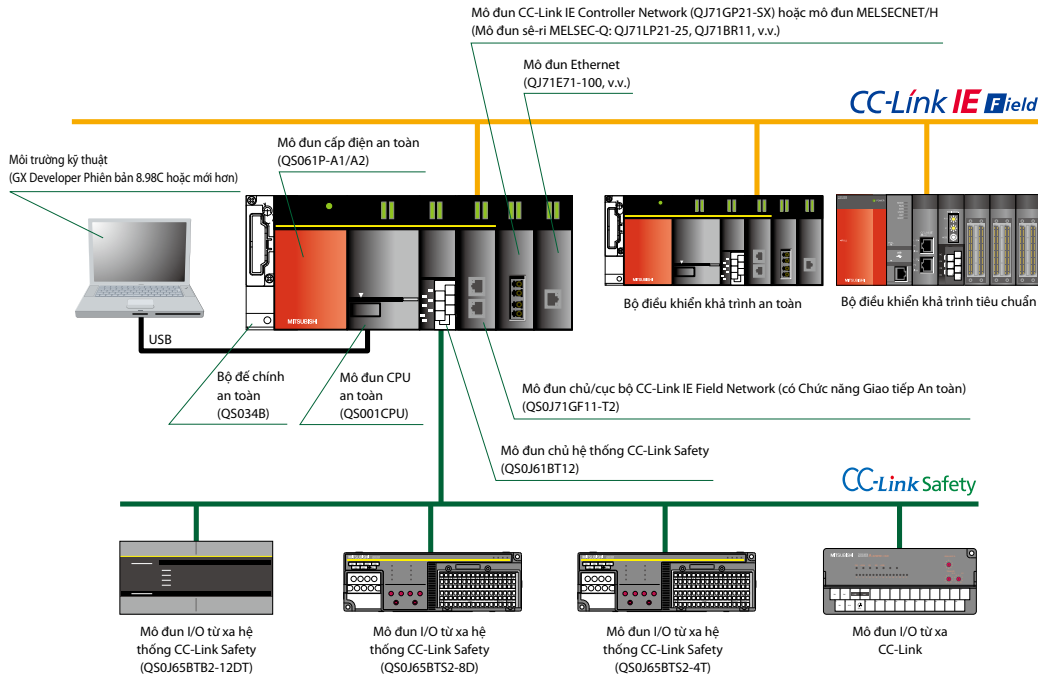 Mô đun CC-Link IE Controller Network (QJ71GP21-SX) hoặc mô đun MELSECNET/H
(Mô đun sê-ri MELSEC-Q: QJ71LP21-25, QJ71BR11, v.v.)
Mô đun Ethernet
(QJ71E71-100, v.v.)
CC-Link IE Field
Mô đun cấp điện an toàn
(QS061P-A1/A2)
Môi trường kỹ thuật
(GX Developer Phiên bản 8.98C hoặc mới hơn)
MITSUBISHI
MITSUBISHI
MITSUBISHI
Bộ điều khiển khả trình an toàn
Bộ điều khiển khả trình tiêu chuẩn
USB
Bộ đế chính
an toàn
(QS034B)
Mô đun CPU
an toàn
(QS001CPU)
Mô đun chủ/cục bộ CC-Link IE Field Network (có Chức năng Giao tiếp An toàn)
(QS0J71GF11-T2)
Mô đun chủ hệ thống CC-Link Safety
(QS0J61BT12)
CC-Link Safety
MITSUBISHI
Mô đun I/O từ xa hệ
thống CC-Link Safety
(QS0J65BTB2-12DT)
Mô đun I/O từ xa hệ
thống CC-Link Safety
(QS0J65BTS2-8D)
Mô đun I/O từ xa hệ
thống CC-Link Safety
(QS0J65BTS2-4T)
Mô đun I/O từ xa
CC-Link